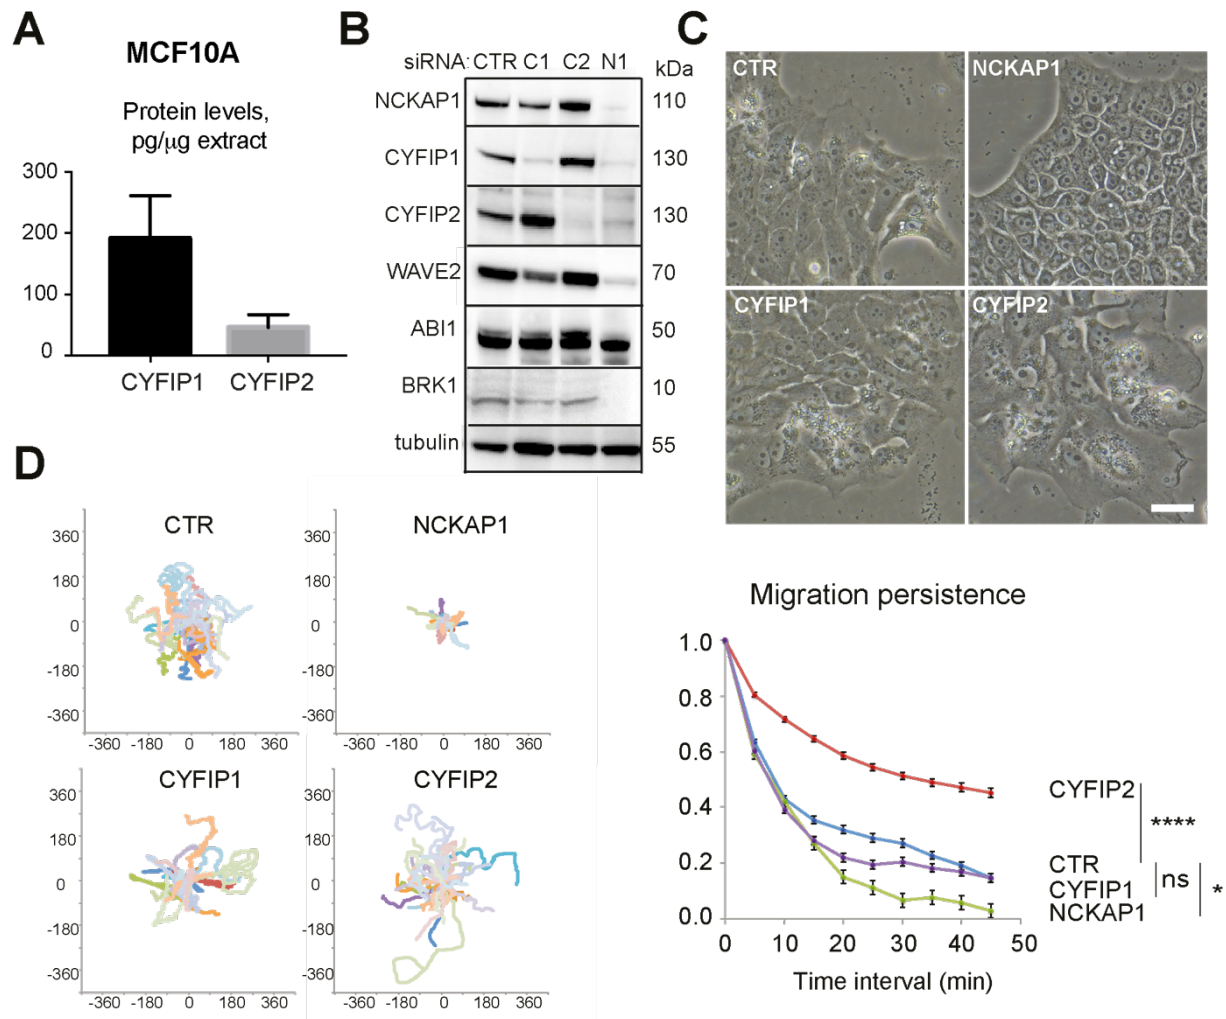 A
MCF10A
Protein levels,
pg/µg extract
300
200
100
0
CYFIP1 CYFIP2
B
siRNA: CTR C1 C2 N1
kDa
NCKAP1 110
CYFIP1 130
CYFIP2 130
WAVE2 70
ABI1 50
BRK1 10
tubulin 55
C
CTR NCKAP1
CYFIP1 CYFIP2
D
CTR
360
180
0
-180
-360
-360 -180 0 180 360
NCKAP1
360
180
0
-180
-360
-360 -180 0 180 360
CYFIP1
360
180
0
-180
-360
-360 -180 0 180 360
CYFIP2
360
180
0
-180
-360
-360 -180 0 180 360
Migration persistence
1.0
0.8
0.6
0.4
0.2
0.0
0 10 20 30 40 50
Time interval (min)
CYFIP2
****
CTR
CYFIP1
NCKAP1
ns
*